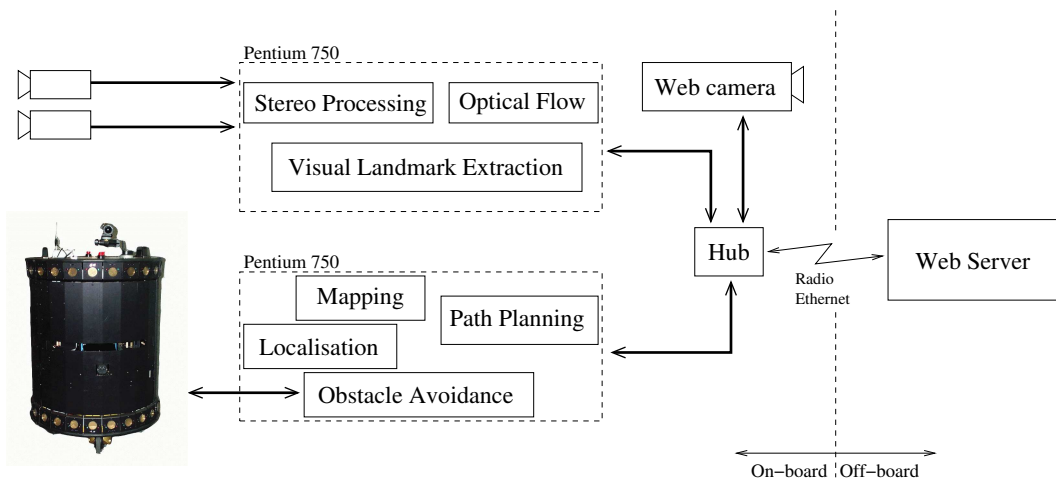 Pentium 750
Stereo Processing
Optical Flow
Visual Landmark Extraction
Web camera
Pentium 750
Mapping
Path Planning
Localisation
Obstacle Avoidance
Hub
Radio
Ethernet
Web Server
On−board
Off−board